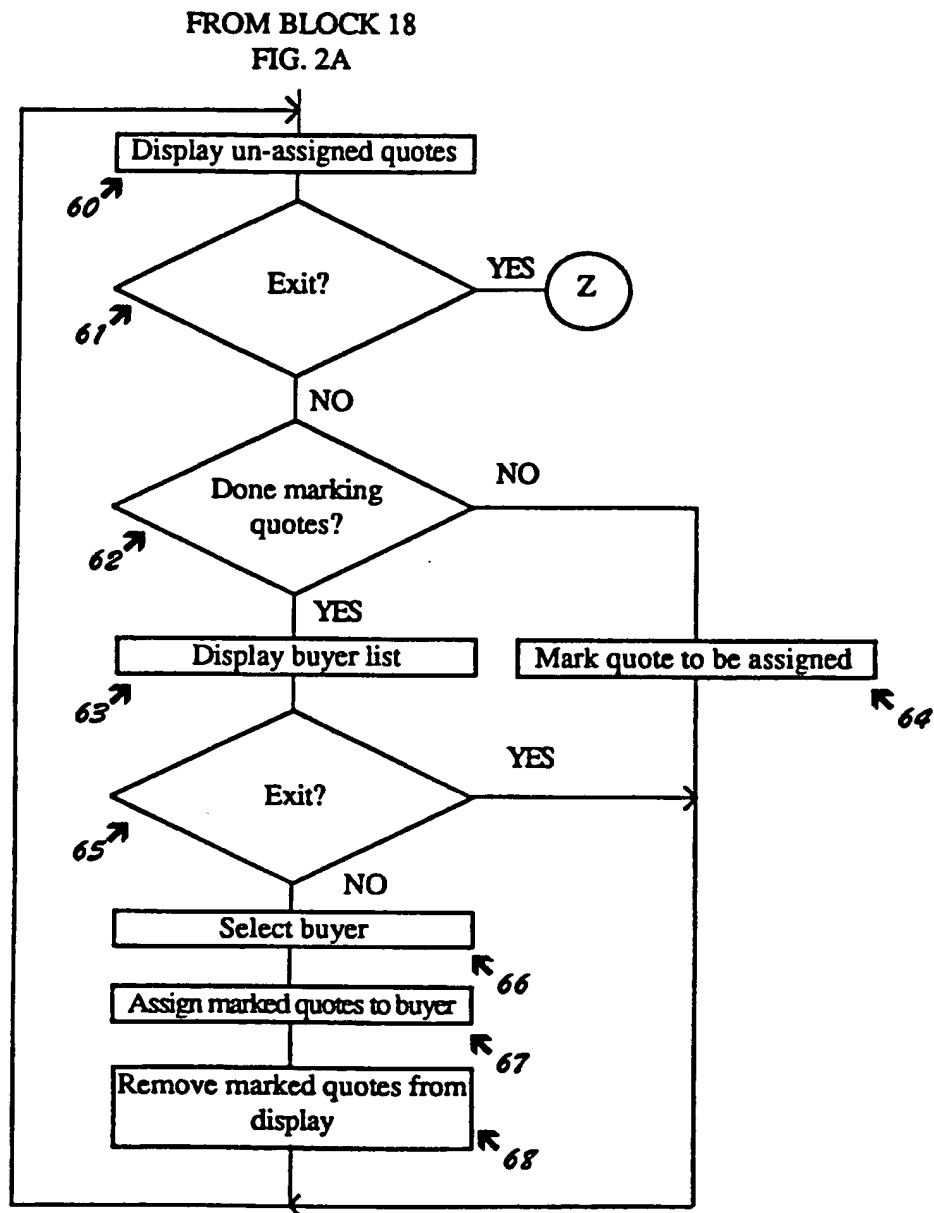 FROM BLOCK 18
FIG. 2A
Display un-assigned quotes
60
Exit?
YES
Z
61
NO
Done marking
quotes?
NO
62
YES
Display buyer list
Mark quote to be assigned
63
64
Exit?
YES
65
NO
Select buyer
66
Assign marked quotes to buyer
67
Remove marked quotes from
display
68